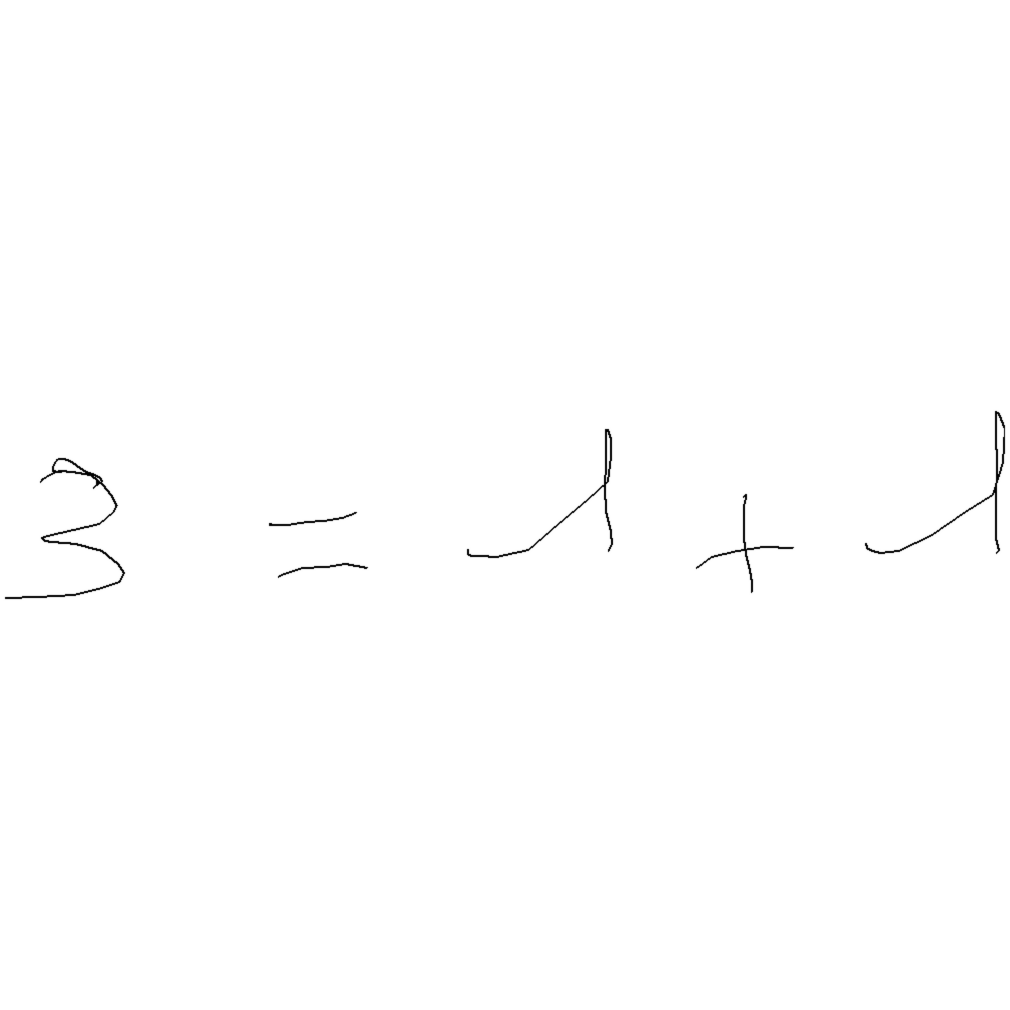 3 = 1 + 1